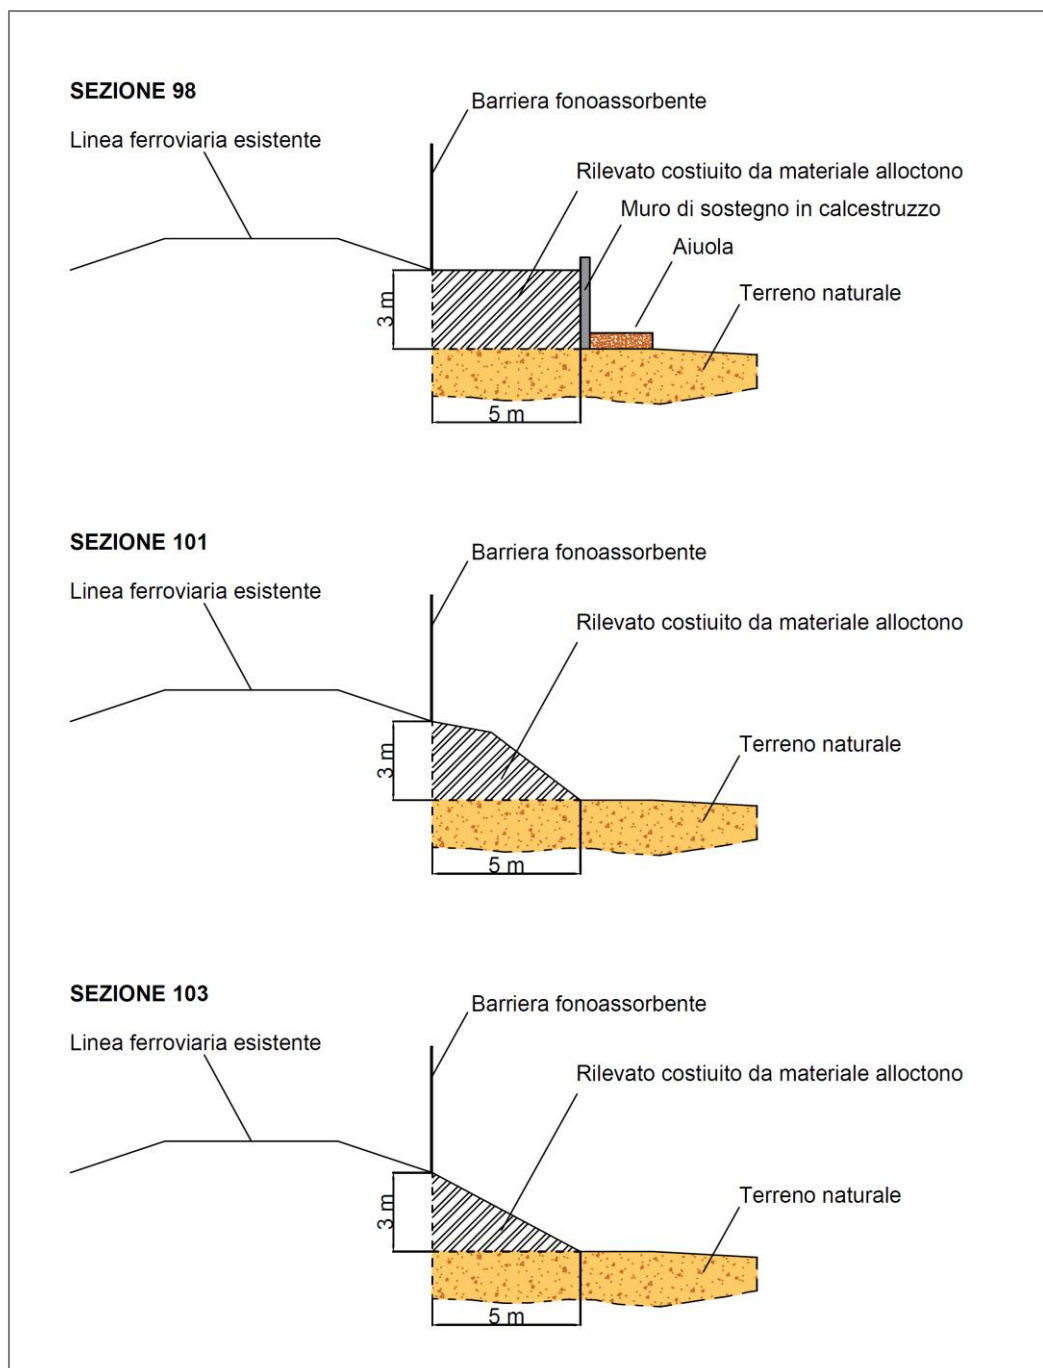 SEZIONE 98
Barriera fonoassorbente
Linea ferroviaria esistente
Rilevato costiuito da materiale alloctono
Muro di sostegno in calcestruzzo
Aiuola
Terreno naturale
3 m
5 m
SEZIONE 101
Barriera fonoassorbente
Linea ferroviaria esistente
Rilevato costiuito da materiale alloctono
Terreno naturale
3 m
5 m
SEZIONE 103
Barriera fonoassorbente
Linea ferroviaria esistente
Rilevato costiuito da materiale alloctono
Terreno naturale
3 m
5 m